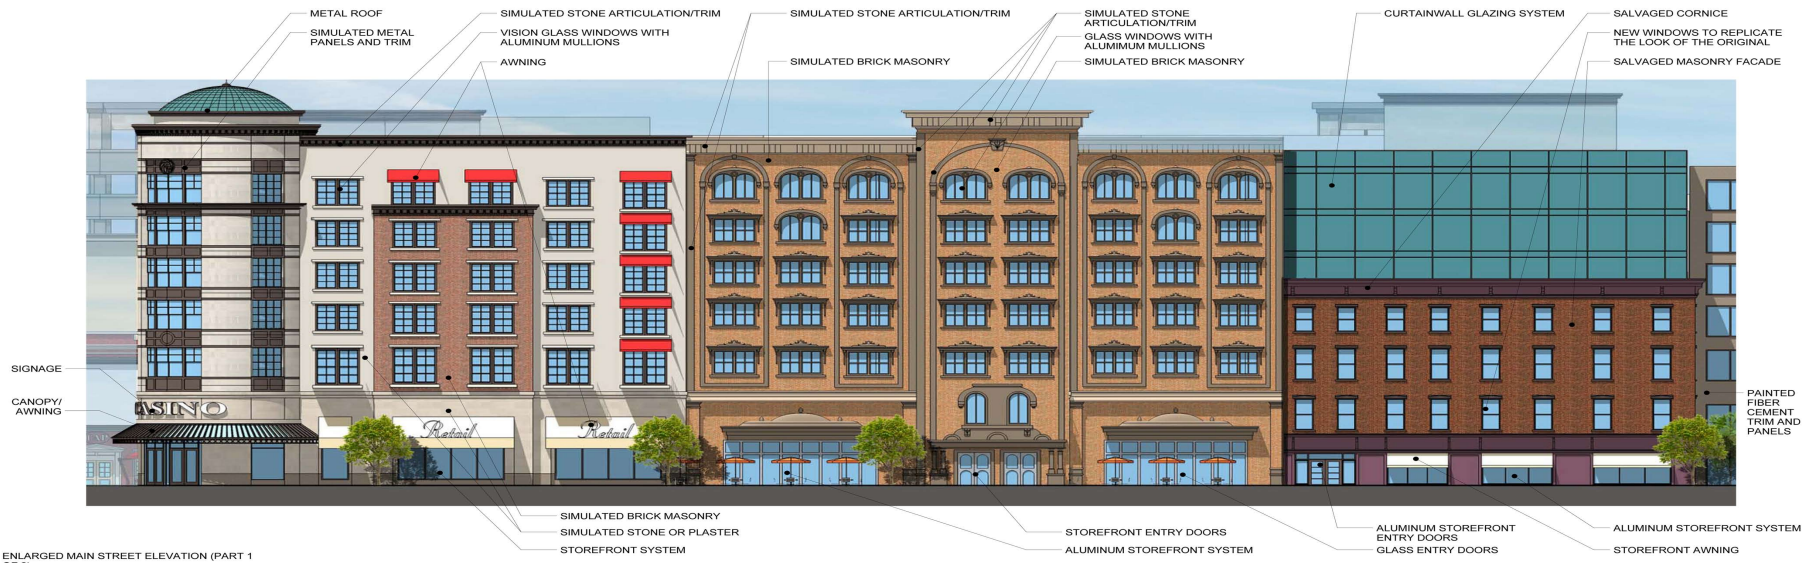 METAL ROOF
SIMULATED METAL
PANELS AND TRIM
SIMULATED STONE ARTICULATION/TRIM
VISION GLASS WINDOWS WITH
ALUMINUM MULLIONS
AWNING
SIMULATED STONE ARTICULATION/TRIM
SIMULATED BRICK MASONRY
SIMULATED STONE
ARTICULATION/TRIM
GLASS WINDOWS WITH
ALUMIMUM MULLIONS
SIMULATED BRICK MASONRY
CURTAINWALL GLAZING SYSTEM
SALVAGED CORNICE
NEW WINDOWS TO REPLICATE
THE LOOK OF THE ORIGINAL
SALVAGED MASONRY FACADE
SIGNAGE
CANOPY/
AWNING
ASINO
Retail
Retail
PAINTED
FIBER
CEMENT
TRIM AND
PANELS
SIMULATED BRICK MASONRY
SIMULATED STONE OR PLASTER
STOREFRONT SYSTEM
STOREFRONT ENTRY DOORS
ALUMINUM STOREFRONT SYSTEM
ALUMINUM STOREFRONT
ENTRY DOORS
GLASS ENTRY DOORS
ALUMINUM STOREFRONT SYSTEM
STOREFRONT AWNING
ENLARGED MAIN STREET ELEVATION (PART 1